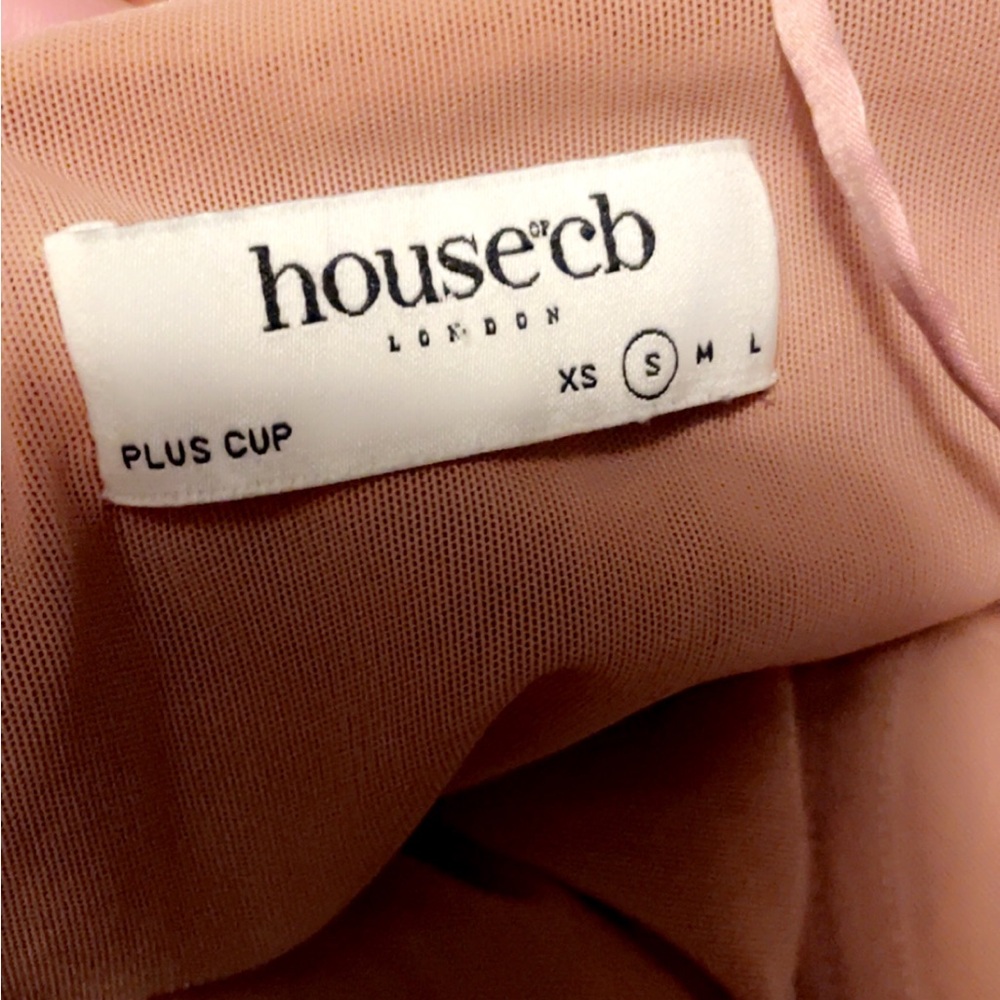 house OF cb
LONDON
XS S M L
PLUS CUP